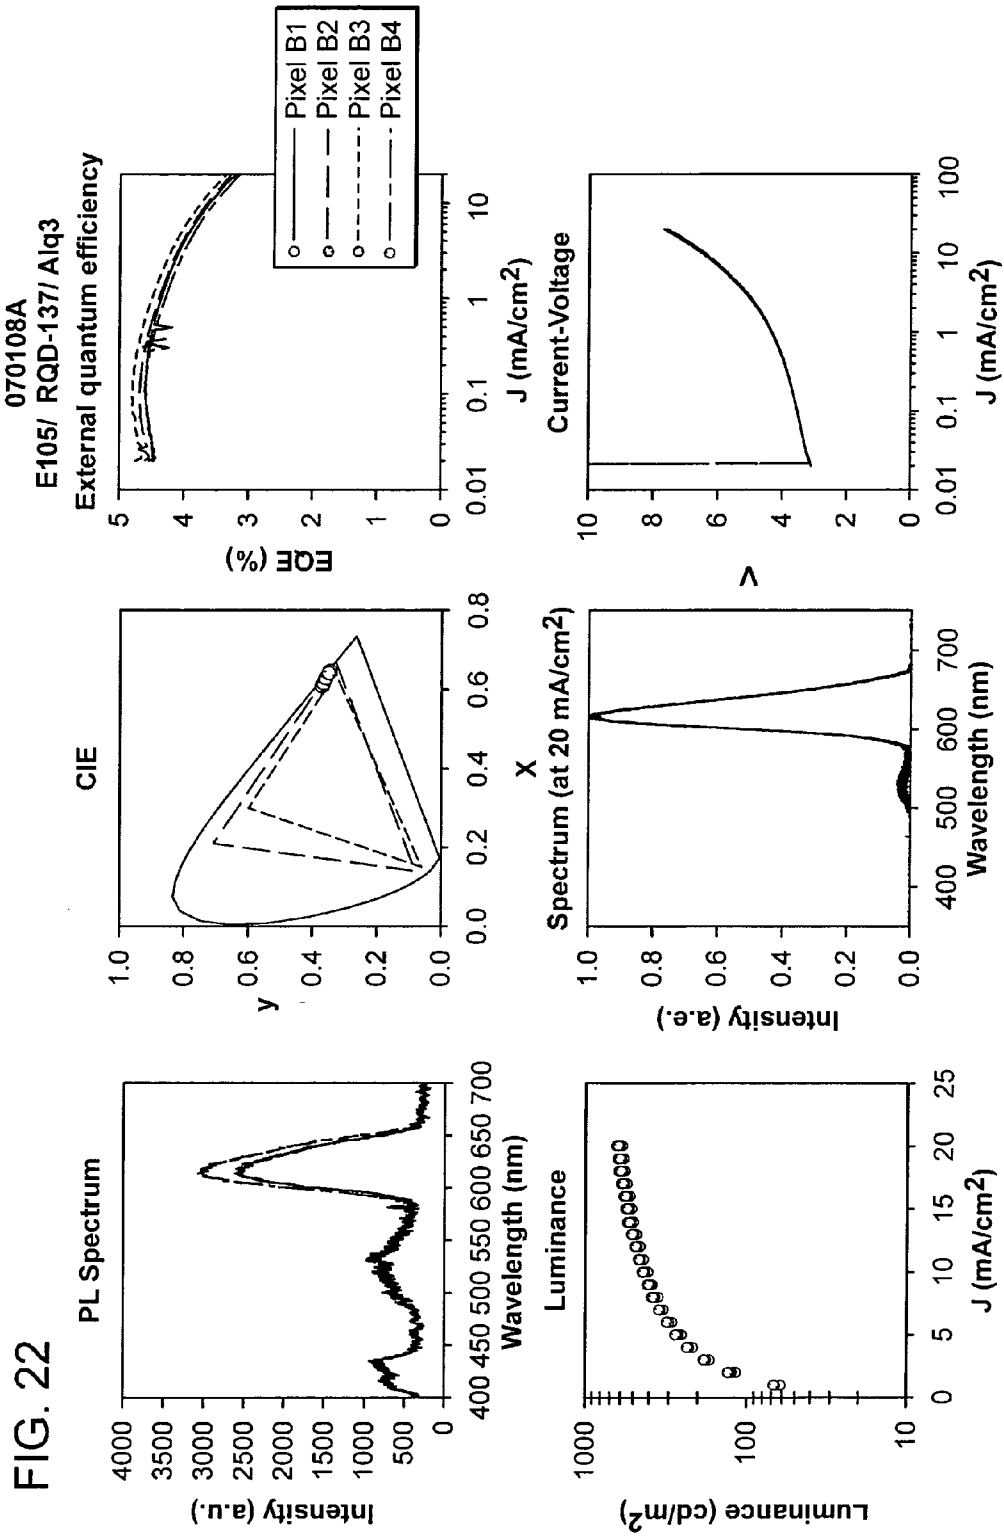 FIG. 22
070108A
E105/ RQD-137/ Alq3
PL Spectrum
Intensity (a.u.)
4000
3500
3000
2500
2000
1500
1000
500
0
400 450 500 550 600 650 700
Wavelength (nm)
CIE
y
1.0
0.8
0.6
0.4
0.2
0.0
0.0 0.2 0.4 0.6 0.8
X
External quantum efficiency
EQE (%)
5
4
3
2
1
0
0.01 0.1 1 10
J (mA/cm2)
Pixel B1
Pixel B2
Pixel B3
Pixel B4
Luminance
Luminance (cd/m2)
1000
100
10
0 5 10 15 20 25
J (mA/cm2)
Spectrum (at 20 mA/cm2)
Intensity (a.e.)
1.0
0.8
0.6
0.4
0.2
0.0
400 500 600 700
Wavelength (nm)
Current-Voltage
V
10
8
6
4
2
0
0.01 0.1 1 10 100
J (mA/cm2)